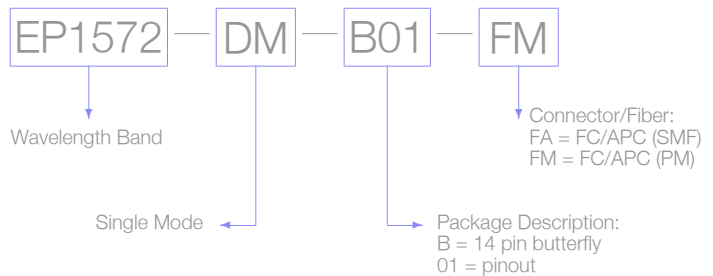 EP1572 DM B01 FM
Wavelength Band
Connector/Fiber:
FA = FC/APC (SMF)
FM = FC/APC (PM)
Single Mode
Package Description:
B = 14 pin butterfly
01 = pinout